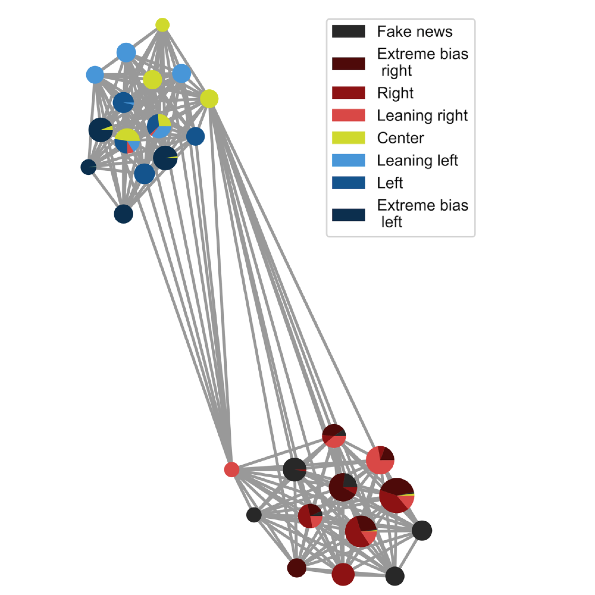 Fake news
Extreme bias
right
Right
Leaning right
Center
Leaning left
Left
Extreme bias
left